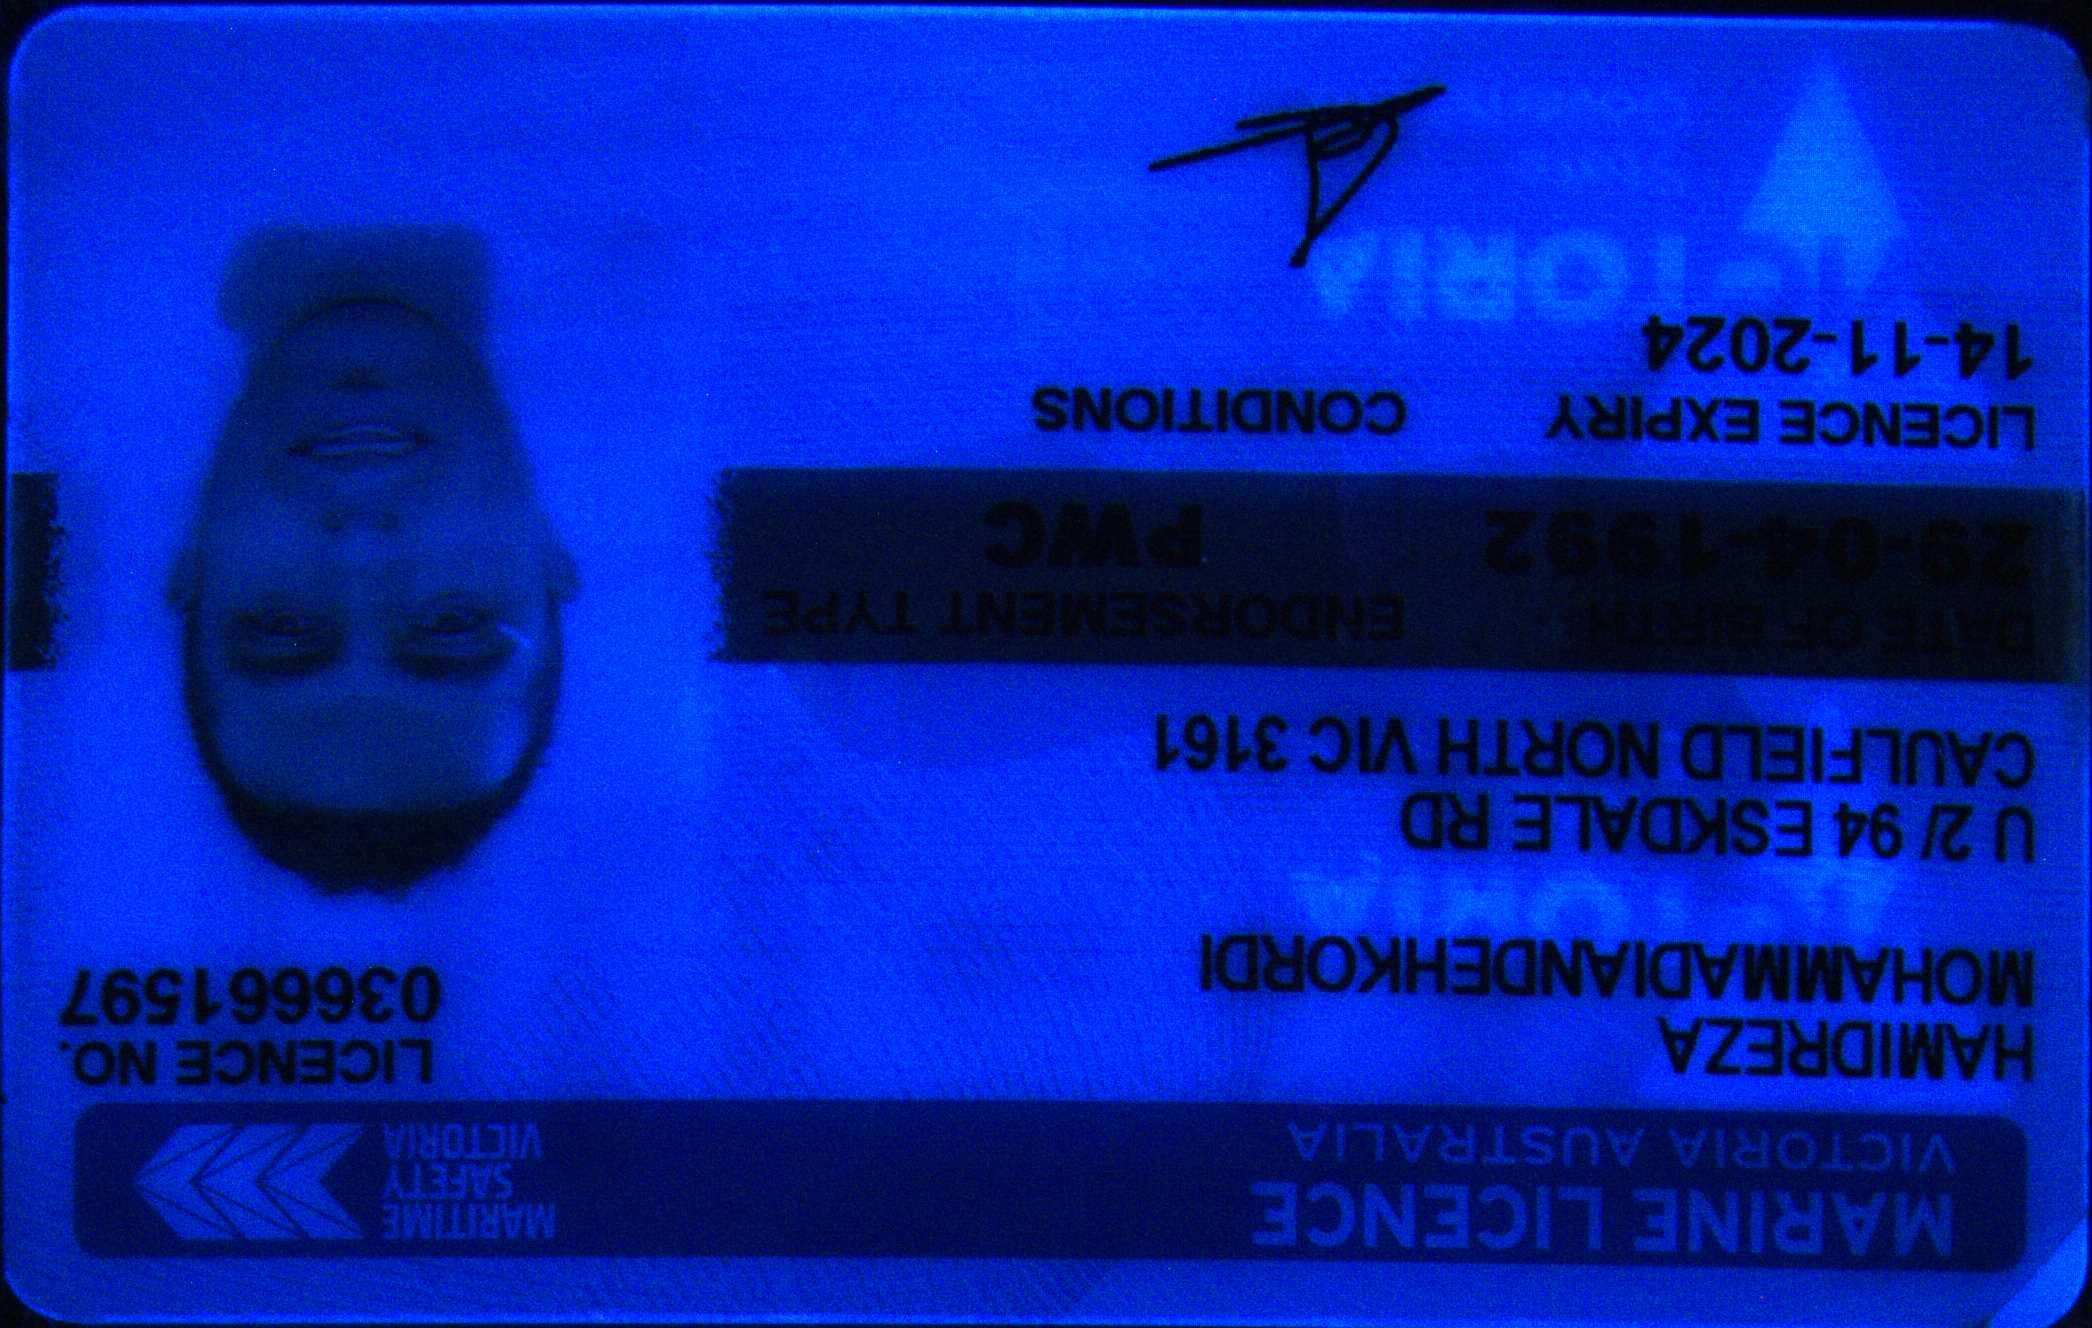 MARINE LICENCE
VICTORIA AUSTRALIA
MARITIME
SAFETY
VICTORIA
HAMIDREZA
MOHAMMADIANDEHKORDI
LICENCE NO.
036661597
U 2/ 94 ESKDALE RD
CAULFIELD NORTH VIC 3161
DATE OF BIRTH
29-04-1992
ENDORSEMENT TYPE
PWC
LICENCE EXPIRY
14-11-2024
CONDITIONS